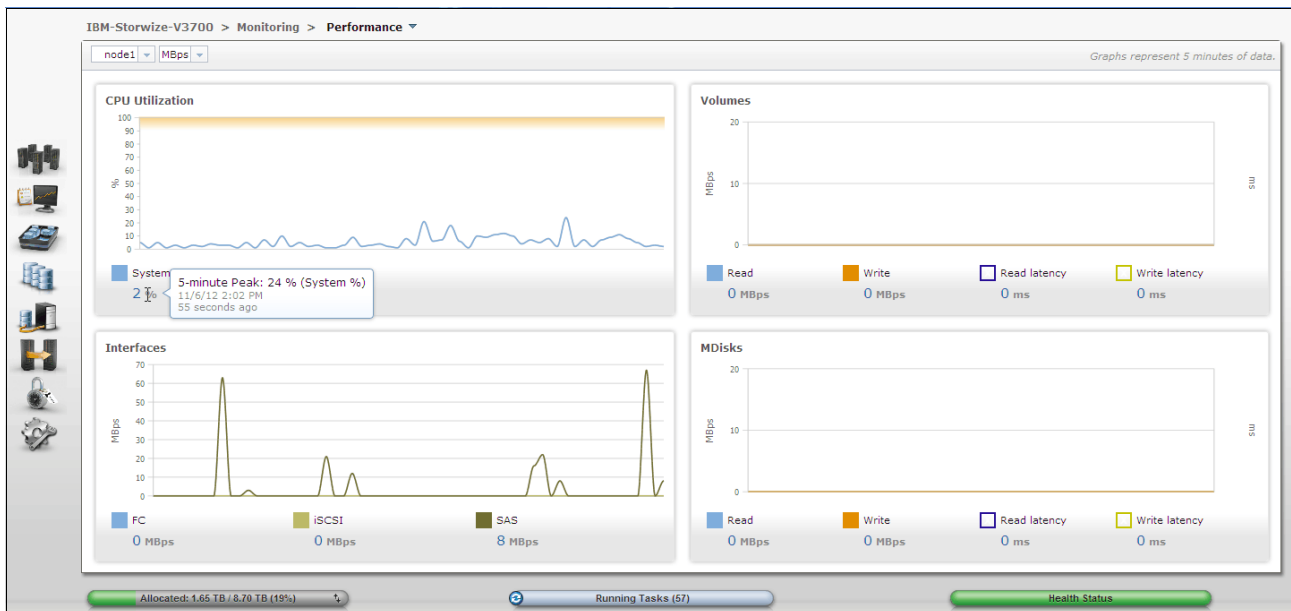 IBM-Storwize-V3700 > Monitoring > Performance
node1 MBps Graphs represent 5 minutes of data.
CPU Utilization
100
90
80
70
60
50
40
30
20
10
0
%
System
2 %
5-minute Peak: 24 % (System %)
11/6/12 2:02 PM
55 seconds ago
Volumes
20
10
0
MBps
ms
Read Write Read latency Write latency
0 MBps 0 MBps 0 ms 0 ms
Interfaces
70
60
50
40
30
20
10
0
MBps
FC iSCSI SAS
0 MBps 0 MBps 8 MBps
MDisks
20
10
0
MBps
ms
Read Write Read latency Write latency
0 MBps 0 MBps 0 ms 0 ms
Allocated: 1.65 TB / 8.70 TB (19%) Running Tasks (57) Health Status